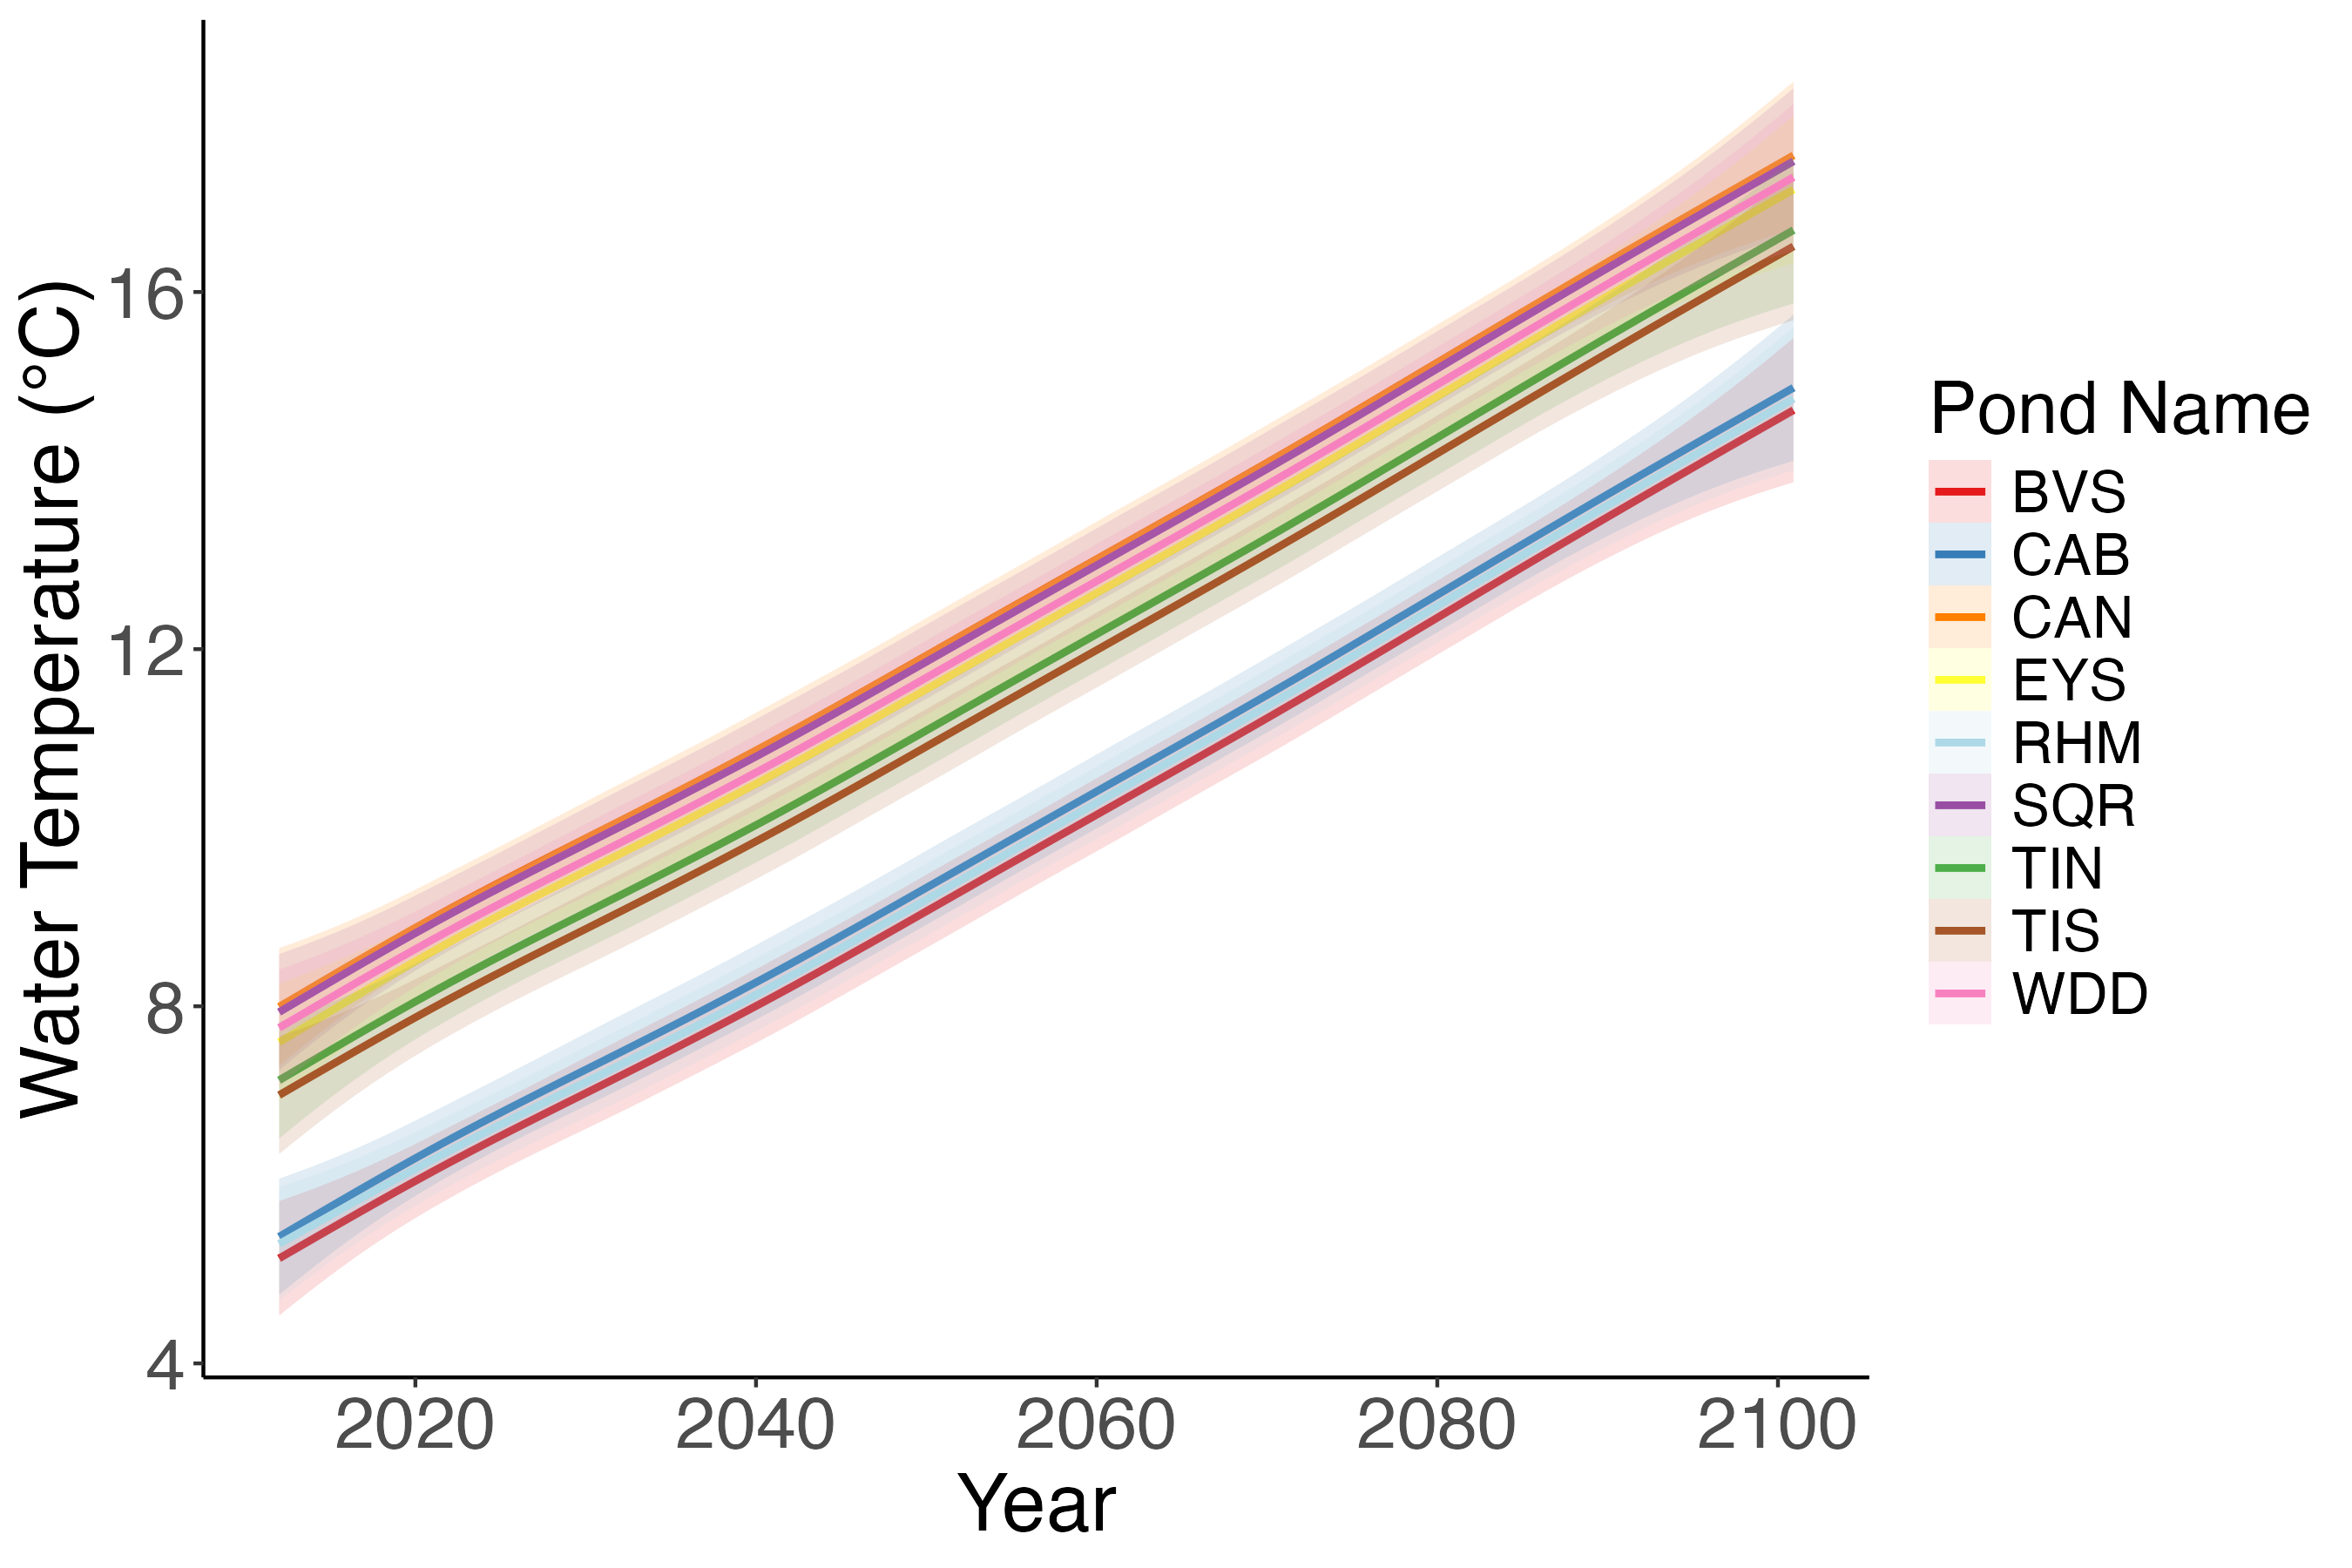 Water Temperature (°C)
16
12
8
4
2020 2040 2060 2080 2100
Year
Pond Name
BVS
CAB
CAN
EYS
RHM
SQR
TIN
TIS
WDD